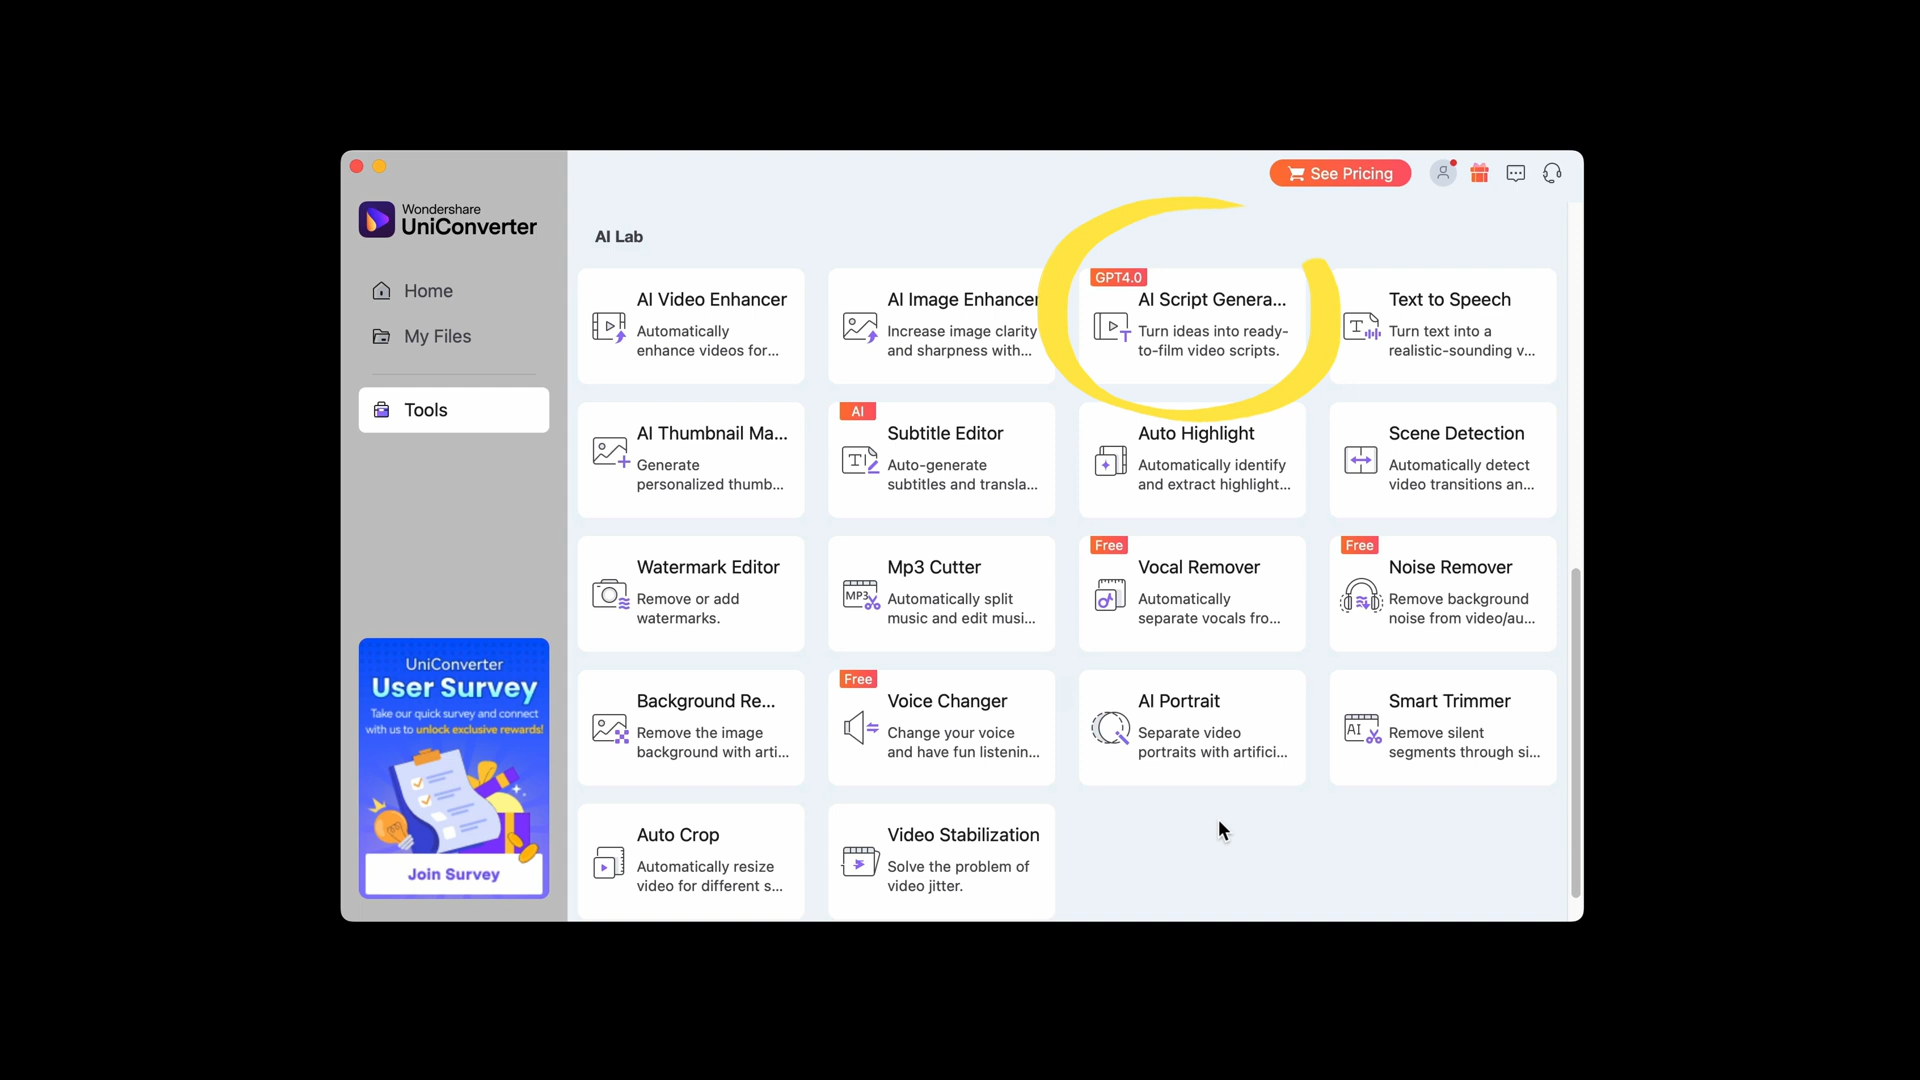 See Pricing
Wondershare
UniConverter
Home
My Files
Tools
UniConverter
User Survey
Take our quick survey and connect
with us to unlock exclusive rewards!
Join Survey
AI Lab
AI Video Enhancer
Automatically
enhance videos for...
AI Image Enhancer
Increase image clarity
and sharpness with...
GPT4.0
AI Script Genera...
Turn ideas into ready-
to-film video scripts.
Text to Speech
Turn text into a
realistic-sounding v...
AI Thumbnail Ma...
Generate
personalized thumb...
AI
Subtitle Editor
Auto-generate
subtitles and transla...
Auto Highlight
Automatically identify
and extract highlight...
Scene Detection
Automatically detect
video transitions an...
Watermark Editor
Remove or add
watermarks.
MP3
Mp3 Cutter
Automatically split
music and edit musi...
Free
Vocal Remover
Automatically
separate vocals fro...
Free
Noise Remover
Remove background
noise from video/au...
Background Re...
Remove the image
background with arti...
Free
Voice Changer
Change your voice
and have fun listenin...
AI Portrait
Separate video
portraits with artifici...
AI
Smart Trimmer
Remove silent
segments through si...
Auto Crop
Automatically resize
video for different s...
Video Stabilization
Solve the problem of
video jitter.